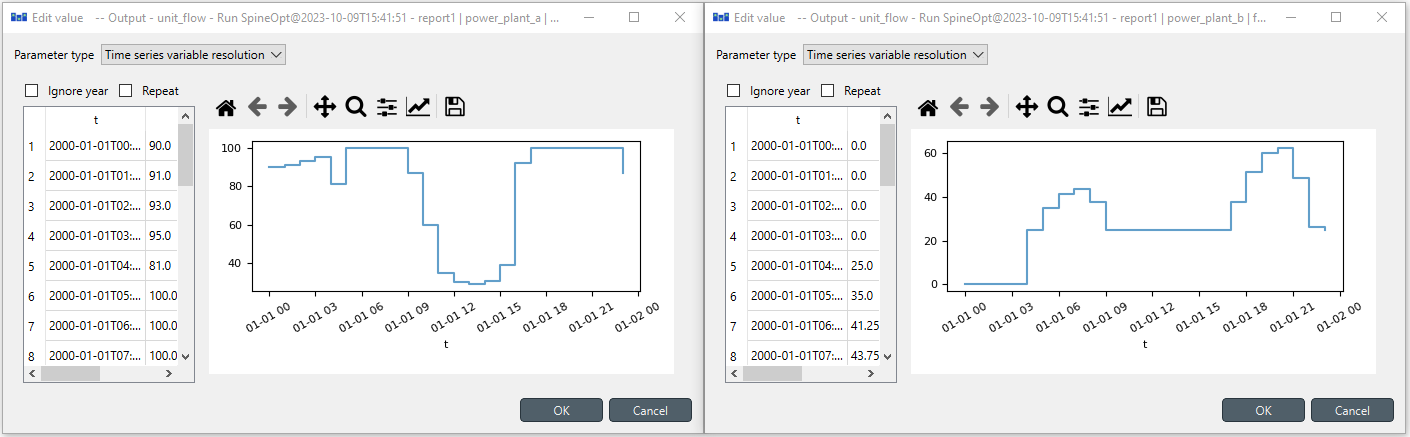 Edit value -- Output - unit_flow - Run SpineOpt@2023-10-09T15:41:51 - report1 | power_plant_a | ...
Parameter type Time series variable resolution
Ignore year Repeat
t
1 2000-01-01T00:... 90.0
2 2000-01-01T01:... 91.0
3 2000-01-01T02:... 93.0
4 2000-01-01T03:... 95.0
5 2000-01-01T04:... 81.0
6 2000-01-01T05:... 100.0
7 2000-01-01T06:... 100.0
8 2000-01-01T07:... 100.0
100
80
60
40
01-01 00 01-01 03 01-01 06 01-01 09 01-01 12 01-01 15 01-01 18 01-01 21 01-02 00
t
OK Cancel
Edit value -- Output - unit_flow - Run SpineOpt@2023-10-09T15:41:51 - report1 | power_plant_b | f...
Parameter type Time series variable resolution
Ignore year Repeat
t
1 2000-01-01T00:... 0.0
2 2000-01-01T01:... 0.0
3 2000-01-01T02:... 0.0
4 2000-01-01T03:... 0.0
5 2000-01-01T04:... 25.0
6 2000-01-01T05:... 35.0
7 2000-01-01T06:... 41.25
8 2000-01-01T07:... 43.75
60
40
20
0
01-01 00 01-01 03 01-01 06 01-01 09 01-01 12 01-01 15 01-01 18 01-01 21 01-02 00
t
OK Cancel